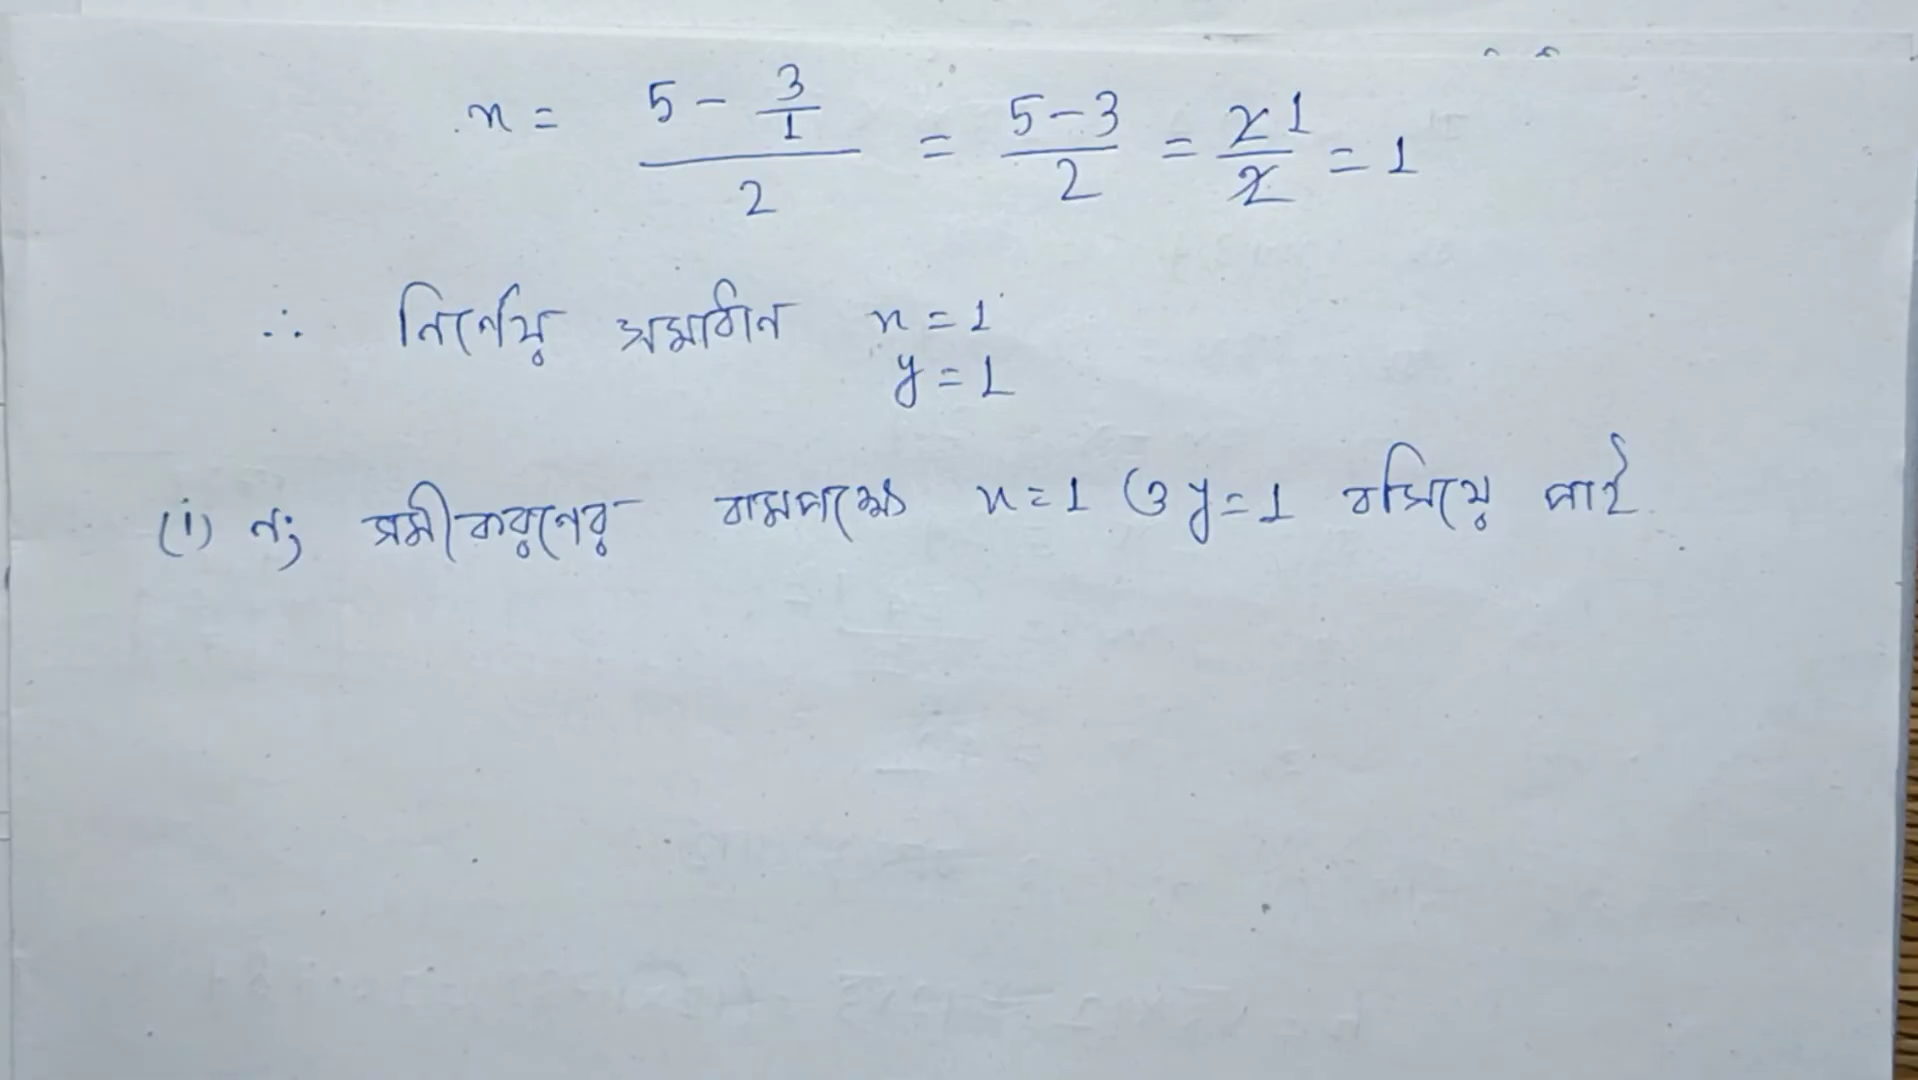 x = (5 - 3/1)/2 = (5-3)/2 = 2 1/2 = 1
∴ নির্ণেয় সমাধান x = 1
y = 1
(i) নং সমীকরণের বামপক্ষে x = 1 ও y = 1 বসিয়ে পাই